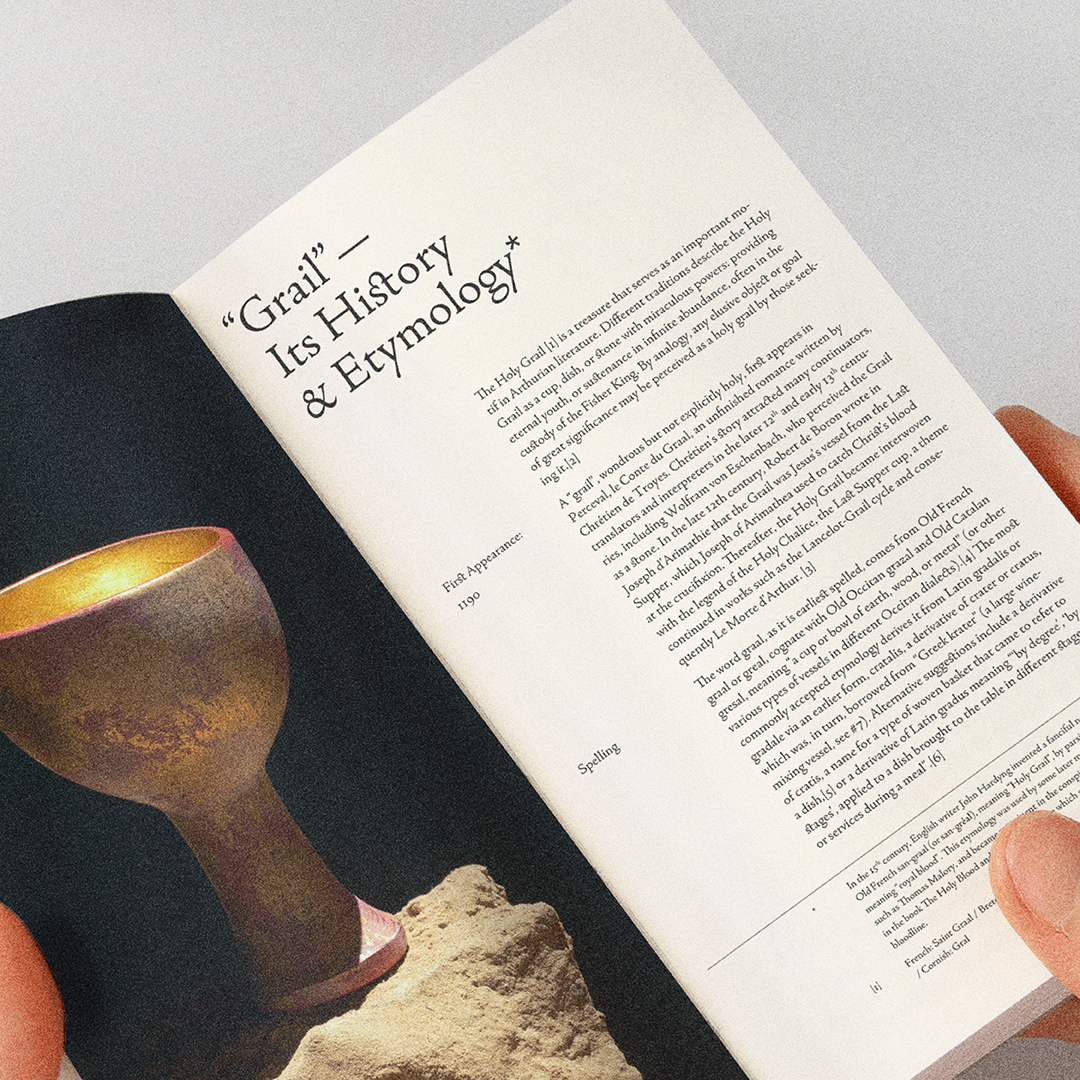 “Grail” —
Its History
& Etymology*
The Holy Grail [1] is a treasure that serves as an important mo-
tif in Arthurian literature. Different traditions describe the Holy
Grail as a cup, dish, or stone with miraculous powers: providing
eternal youth, or sustenance in infinite abundance, often in the
custody of the Fisher King. By analogy, any elusive object or goal
of great significance may be perceived as a holy grail by those seek-
ing it.[2]
First Appearance:
1190
A “grail”, wondrous but not explicitly holy, first appears in
Perceval, le Conte du Graal, an unfinished romance written by
Chrétien de Troyes. Chrétien's story attracted many continuators,
translators and interpreters in the later 12th and early 13th centu-
ries, including Wolfram von Eschenbach, who perceived the Grail
as a stone. In the late 12th century, Robert de Boron wrote in
Joseph d'Arimathie that the Grail was Jesus's vessel from the Last
Supper, which Joseph of Arimathea used to catch Christ's blood
at the crucifixion. Thereafter, the Holy Grail became interwoven
with the legend of the Holy Chalice, the Last Supper cup, a theme
continued in works such as the Lancelot-Grail cycle and conse-
quently Le Morte d'Arthur. [3]
Spelling
The word graal, as it is earliest spelled, comes from Old French
graal or greal, cognate with Old Occitan grazal and Old Catalan
gresal, meaning “a cup or bowl of earth, wood, or metal” (or other
various types of vessels in different Occitan dialects).[4] The most
commonly accepted etymology derives it from Latin gradalis or
gradale via an earlier form, cratalis, a derivative of crater or cratus,
which was, in turn, borrowed from “Greek krater” (a large wine-
mixing vessel, see #7). Alternative suggestions include a derivative
of cratis, a name for a type of woven basket that came to refer to
a dish,[5] or a derivative of Latin gradus meaning “‘by degree’, ‘by
stages’, applied to a dish brought to the table in different stages
or services during a meal”.[6]
*
In the 15th century, English writer John Hardyng invented a fanciful
Old French san-graal (or san-gréal), meaning “Holy Grail”, by
meaning “royal blood”. This etymology was used by some later
such as Thomas Malory, and became in the
in the book The Holy Blood and which
bloodline.
[1]
French: Saint Graal /
/ Cornish: Gral